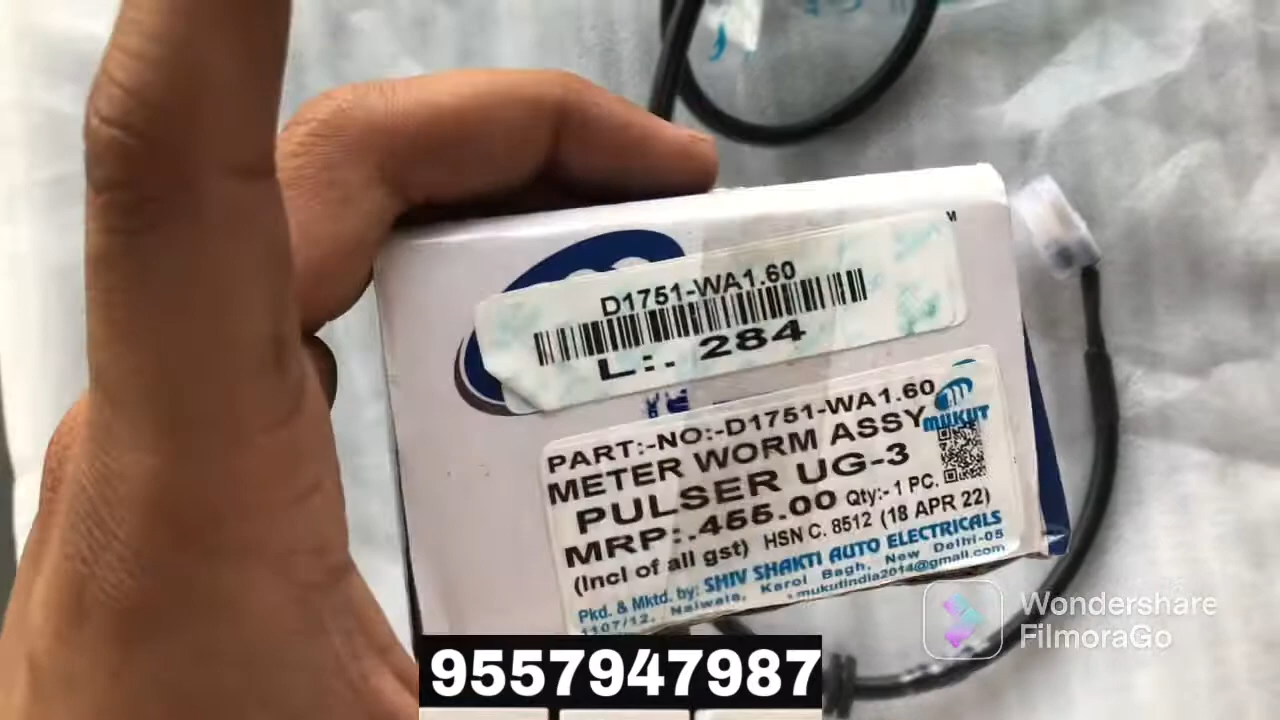 M
D1751-WA1.60
L:. 284
PART:-NO:-D1751-WA1.60
METER WORM ASSY
MUKUT
PULSER UG-3
MRP:.455.00 Qty:- 1 PC.
(Incl of all gst) HSN C. 8512 (18 APR 22)
Pkd. & Mktd. by: SHIV SHAKTI AUTO ELECTRICALS
1107/12, Naiwala, Karol Bagh, New Delhi-05
mukutindia2014@gmail.com
Wondershare
FilmoraGo
9557947987